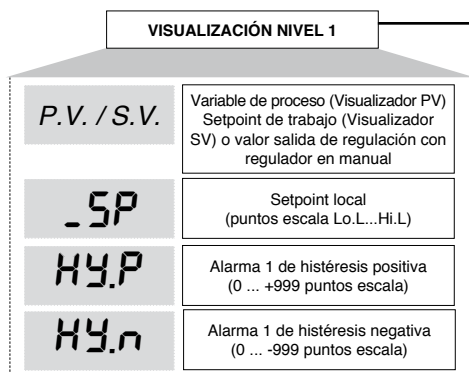 VISUALIZACIÓN NIVEL 1
P.V. / S.V.
Variable de proceso (Visualizador PV)
Setpoint de trabajo (Visualizador
SV) o valor salida de regulación con
regulador en manual
_SP
Setpoint local
(puntos escala Lo.L...Hi.L)
HY.P
Alarma 1 de histéresis positiva
(0 ... +999 puntos escala)
HY.n
Alarma 1 de histéresis negativa
(0 ... -999 puntos escala)